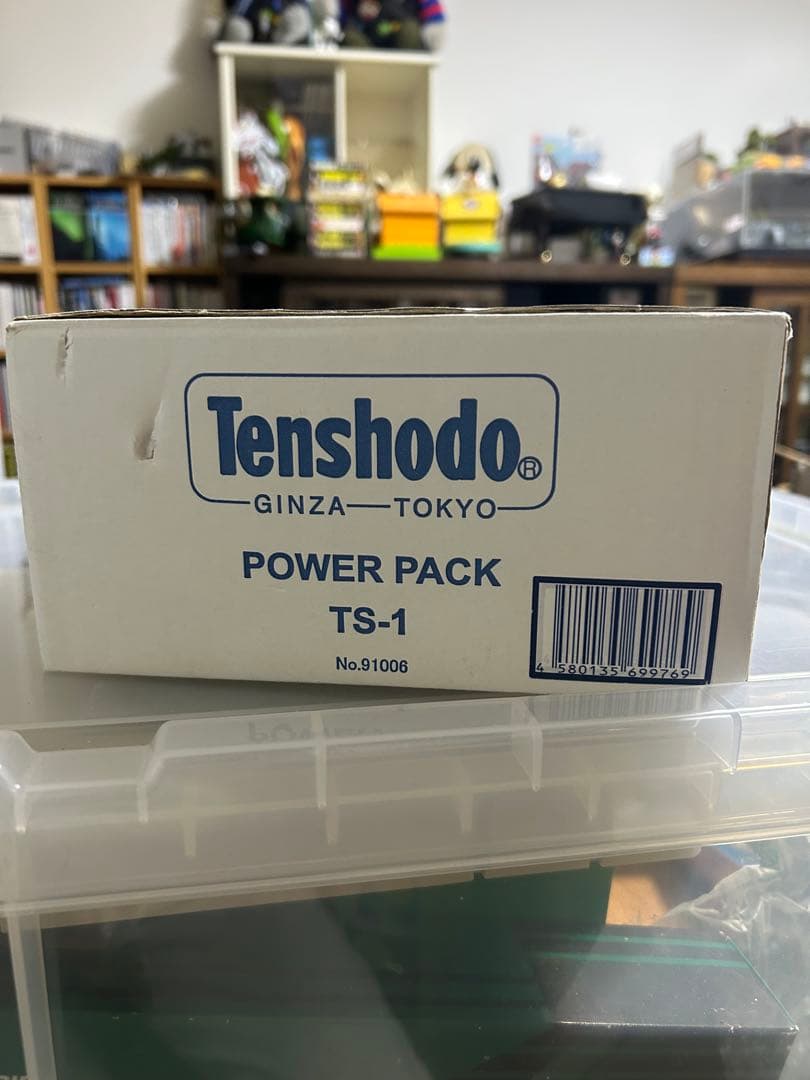 Tenshodo®
GINZA—TOKYO
POWER PACK
TS-1
No.91006
4 580135 699769